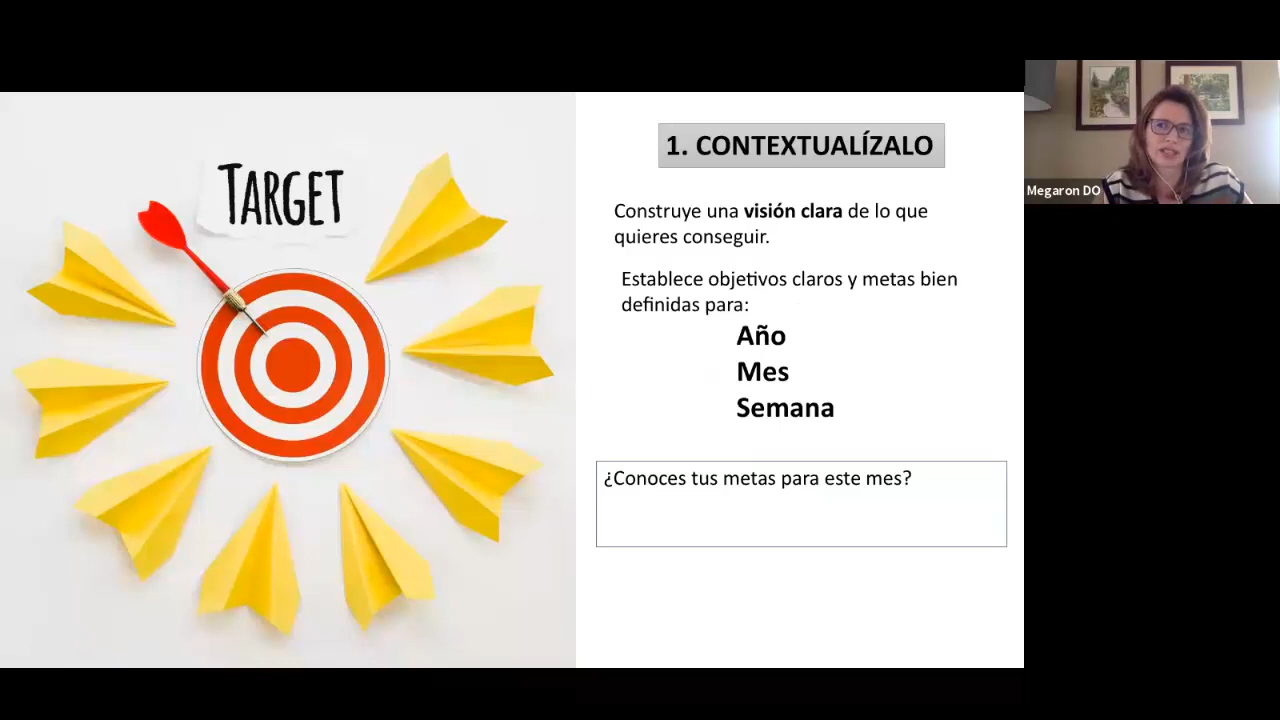 TARGET
1. CONTEXTUALÍZALO
Construye una visión clara de lo que
quieres conseguir.
Establece objetivos claros y metas bien
definidas para:
Año
Mes
Semana
¿Conoces tus metas para este mes?
Megaron DO